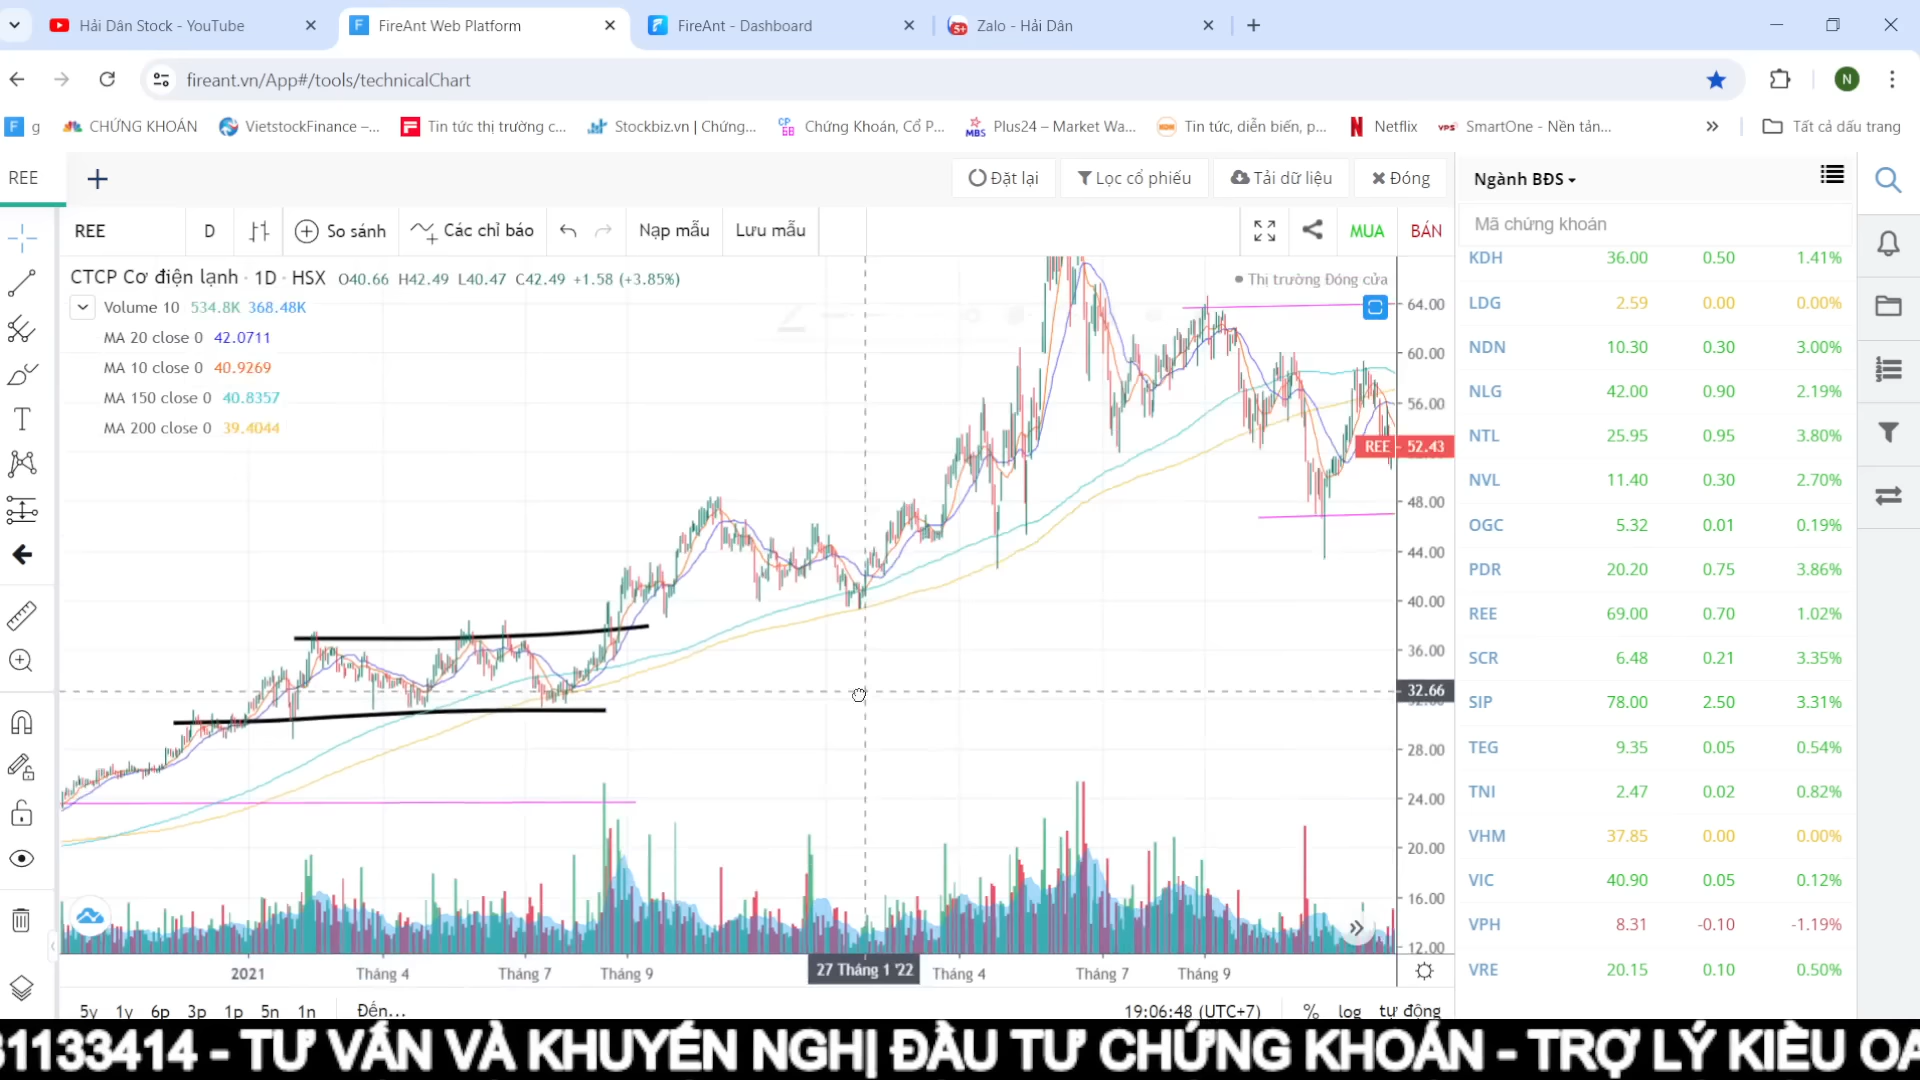 Hải Dân Stock - YouTube
FireAnt Web Platform
FireAnt - Dashboard
Zalo - Hải Dân
fireant.vn/App#/tools/technicalChart
N
g
CHỨNG KHOÁN
VietstockFinance –...
Tin tức thị trường c...
Stockbiz.vn | Chứng...
Chứng Khoán, Cổ P...
Plus24 – Market Wa...
Tin tức, diễn biến, p...
Netflix
SmartOne - Nền tản...
Tất cả dấu trang
REE
Đặt lại
Lọc cổ phiếu
Tải dữ liệu
Đóng
Ngành BĐS
REE
D
So sánh
Các chỉ báo
Nạp mẫu
Lưu mẫu
MUA
BÁN
Mã chứng khoán
CTCP Cơ điện lạnh · 1D · HSX O40.66 H42.49 L40.47 C42.49 +1.58 (+3.85%)
Thị trường Đóng cửa
Volume 10 534.8K 368.48K
MA 20 close 0 42.0711
MA 10 close 0 40.9269
MA 150 close 0 40.8357
MA 200 close 0 39.4044
64.00
60.00
56.00
REE 52.43
48.00
44.00
40.00
36.00
32.66
28.00
24.00
20.00
16.00
12.00
KDH 36.00 0.50 1.41%
LDG 2.59 0.00 0.00%
NDN 10.30 0.30 3.00%
NLG 42.00 0.90 2.19%
NTL 25.95 0.95 3.80%
NVL 11.40 0.30 2.70%
OGC 5.32 0.01 0.19%
PDR 20.20 0.75 3.86%
REE 69.00 0.70 1.02%
SCR 6.48 0.21 3.35%
SIP 78.00 2.50 3.31%
TEG 9.35 0.05 0.54%
TNI 2.47 0.02 0.82%
VHM 37.85 0.00 0.00%
VIC 40.90 0.05 0.12%
VPH 8.31 -0.10 -1.19%
VRE 20.15 0.10 0.50%
2021
Tháng 4
Tháng 7
Tháng 9
27 Tháng 1 '22
Tháng 4
Tháng 7
Tháng 9
5y 1y 6p 3p 1p 5n 1n
Đến...
19:06:48 (UTC+7)
% log tự động
31133414 - TƯ VẤN VÀ KHUYẾN NGHỊ ĐẦU TƯ CHỨNG KHOÁN - TRỢ LÝ KIỀU OA